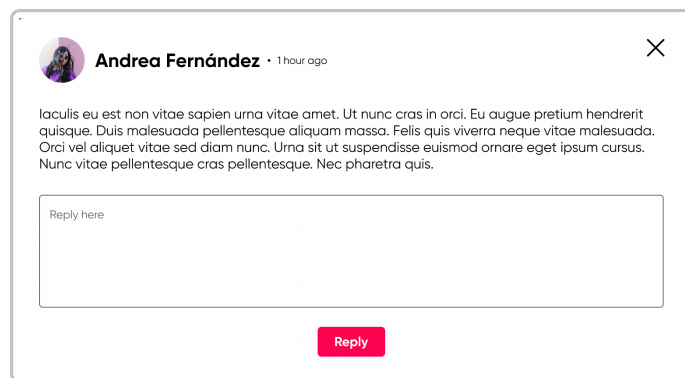 Andrea Fernández • 1 hour ago
Iaculis eu est non vitae sapien urna vitae amet. Ut nunc cras in orci. Eu augue pretium hendrerit
quisque. Duis malesuada pellentesque aliquam massa. Felis quis viverra neque vitae malesuada.
Orci vel aliquet vitae sed diam nunc. Urna sit ut suspendisse euismod ornare eget ipsum cursus.
Nunc vitae pellentesque cras pellentesque. Nec pharetra quis.
Reply here
Reply